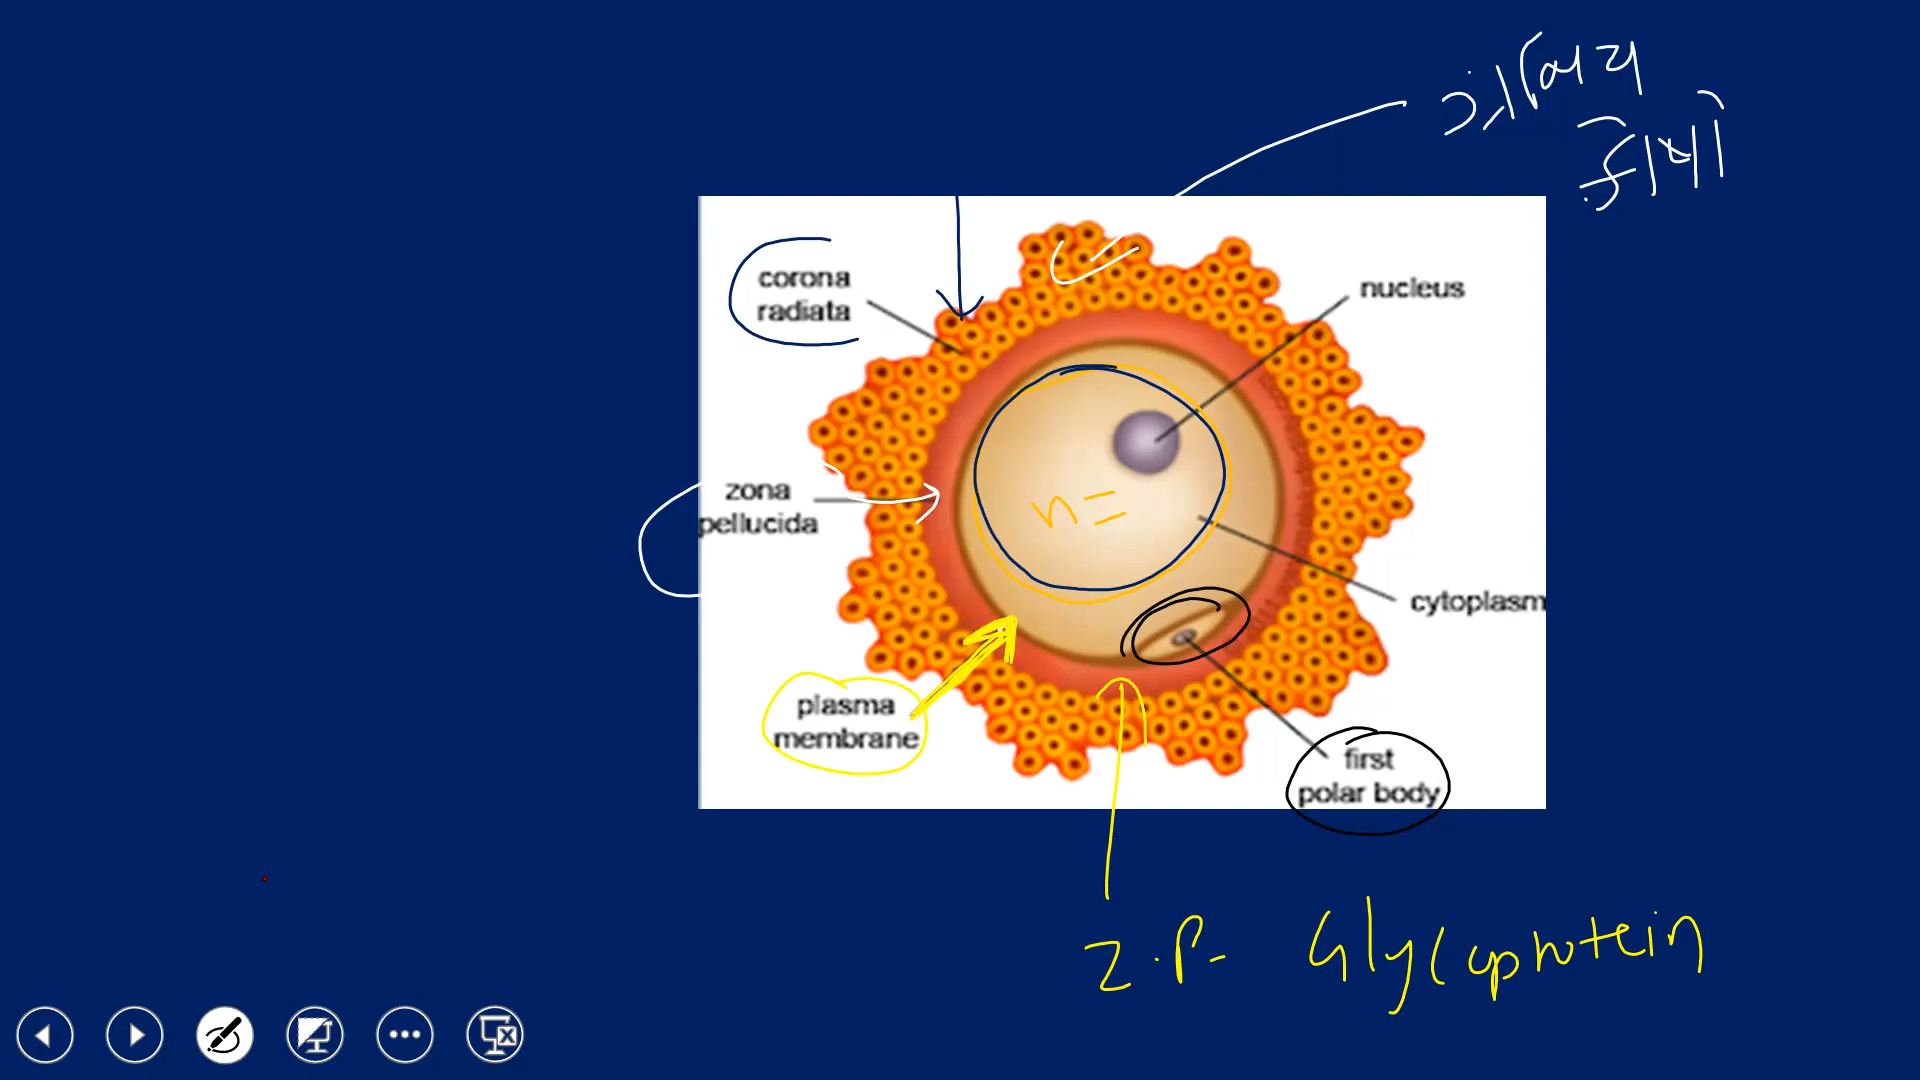 corona
radiata
nucleus
zona
pellucida
n=
cytoplasm
plasma
membrane
first
polar body
Z.P- Glycoprotein